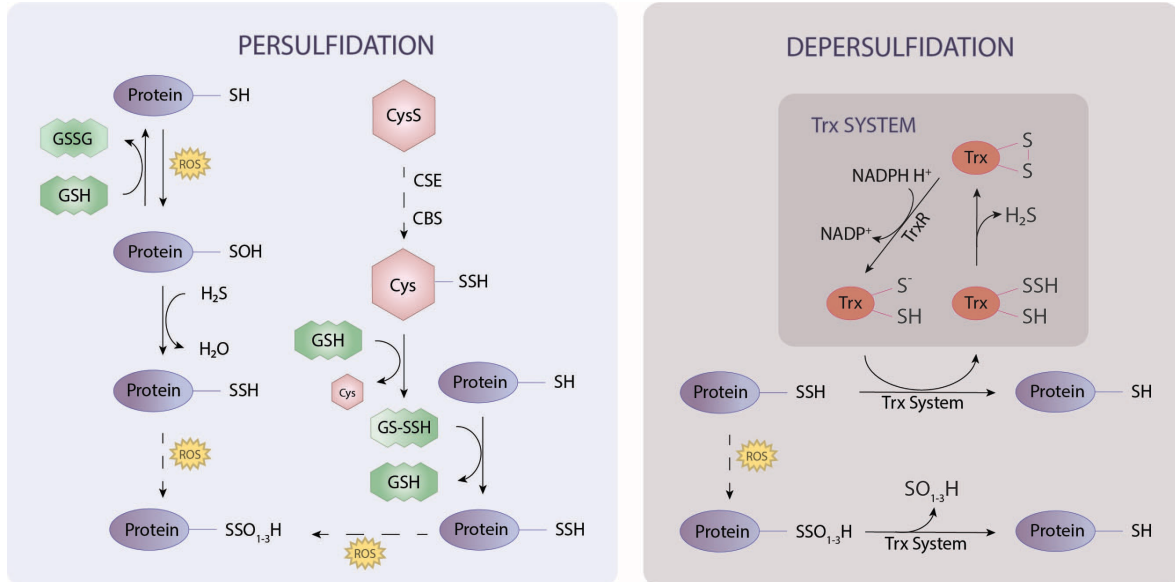 PERSULFIDATION
Protein
SH
GSSG
GSH
ROS
Protein
SOH
H₂S
H₂O
Protein
SSH
ROS
Protein
SSO₁₋₃H
CysS
CSE
CBS
Cys
SSH
GSH
Cys
Protein
SH
GS-SSH
GSH
ROS
Protein
SSH
DEPERSULFIDATION
Trx SYSTEM
Trx
S
S
NADPH H⁺
NADP⁺
TrxR
H₂S
Trx
S⁻
SH
Trx
SSH
SH
Protein
SSH
Trx System
Protein
SH
ROS
Protein
SSO₁₋₃H
SO₁₋₃H
Trx System
Protein
SH